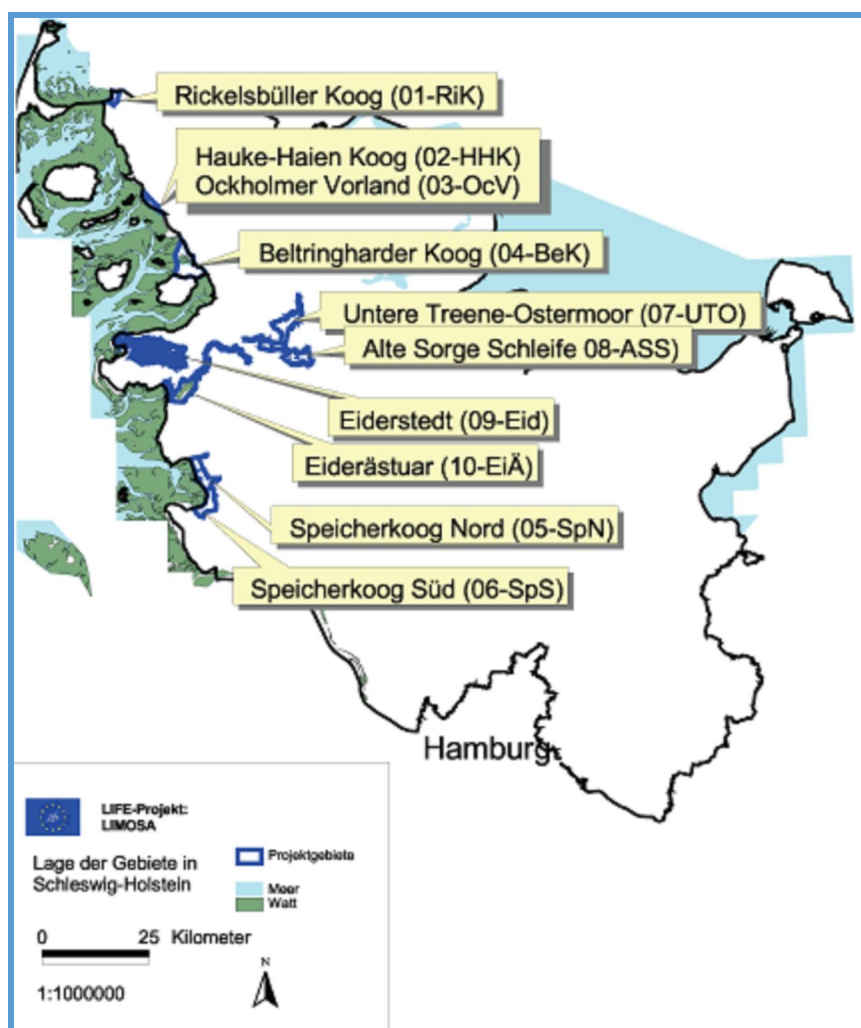 Rickelsbüller Koog (01-RiK)
Hauke-Haien Koog (02-HHK)
Ockholmer Vorland (03-OcV)
Beltringharder Koog (04-BeK)
Untere Treene-Ostermoor (07-UTO)
Alte Sorge Schleife 08-ASS)
Eiderstedt (09-Eid)
Eiderästuar (10-EiÄ)
Speicherkoog Nord (05-SpN)
Speicherkoog Süd (06-SpS)
Hamburg
LIFE-Projekt:
LIMOSA
Lage der Gebiete in
Schleswig-Holstein
Projektgebiete
Meer
Watt
0 25 Kilometer
1:1000000
N